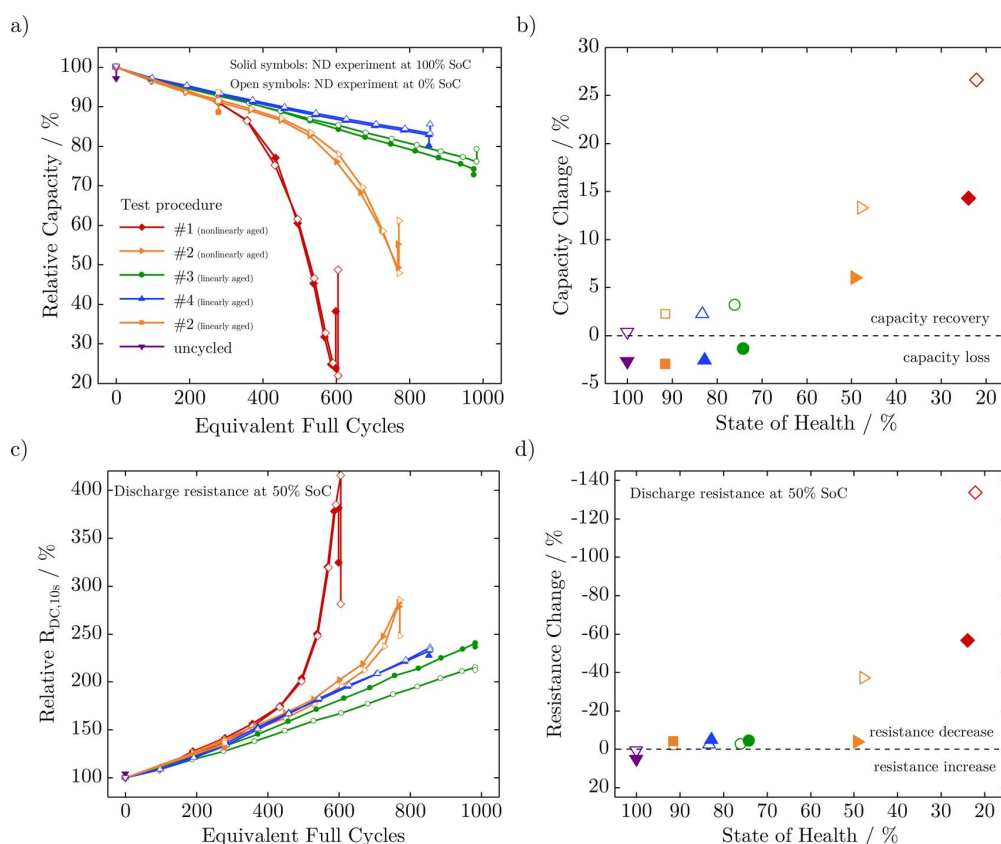 a)
Relative Capacity / %
100
90
80
70
60
50
40
30
20
Solid symbols: ND experiment at 100% SoC
Open symbols: ND experiment at 0% SoC
Test procedure
#1 (nonlinearly aged)
#2 (nonlinearly aged)
#3 (linearly aged)
#4 (linearly aged)
#2 (linearly aged)
uncycled
0 200 400 600 800 1000
Equivalent Full Cycles
b)
Capacity Change / %
30
25
20
15
10
5
0
-5
capacity recovery
capacity loss
100 90 80 70 60 50 40 30 20
State of Health / %
c)
Relative R_DC,10s / %
400
350
300
250
200
150
100
Discharge resistance at 50% SoC
0 200 400 600 800 1000
Equivalent Full Cycles
d)
Resistance Change / %
-140
-120
-100
-80
-60
-40
-20
0
20
Discharge resistance at 50% SoC
resistance decrease
resistance increase
100 90 80 70 60 50 40 30 20
State of Health / %